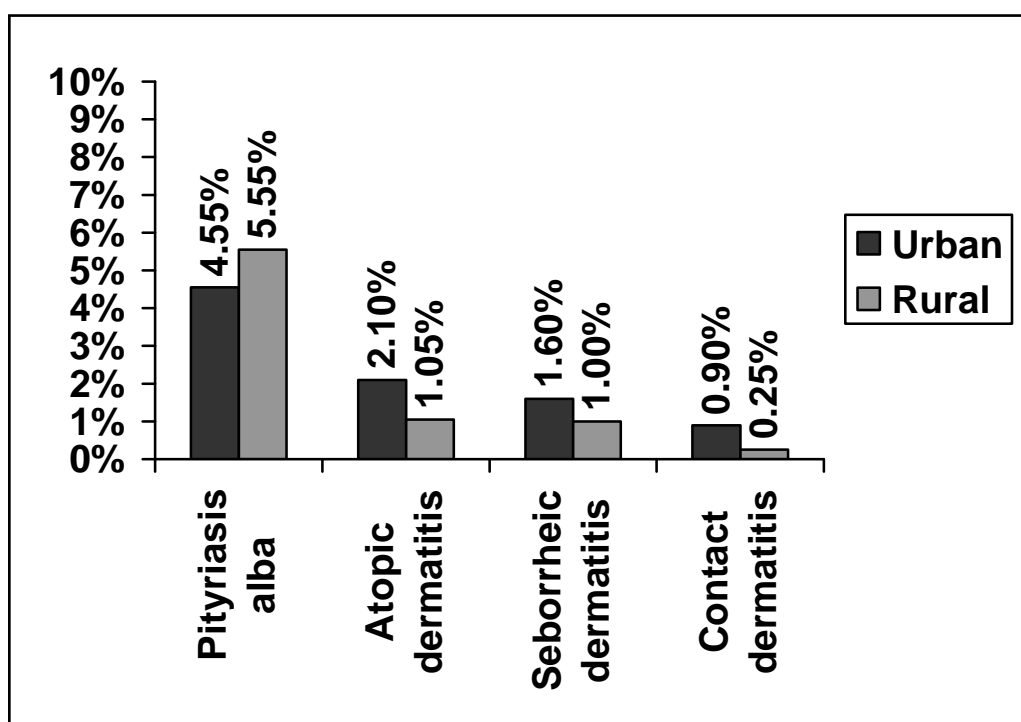 10%
9%
8%
7%
6%
5%
4%
3%
2%
1%
0%
4.55%
5.55%
2.10%
1.05%
1.60%
1.00%
0.90%
0.25%
Pityriasis
alba
Atopic
dermatitis
Seborrheic
dermatitis
Contact
dermatitis
Urban
Rural